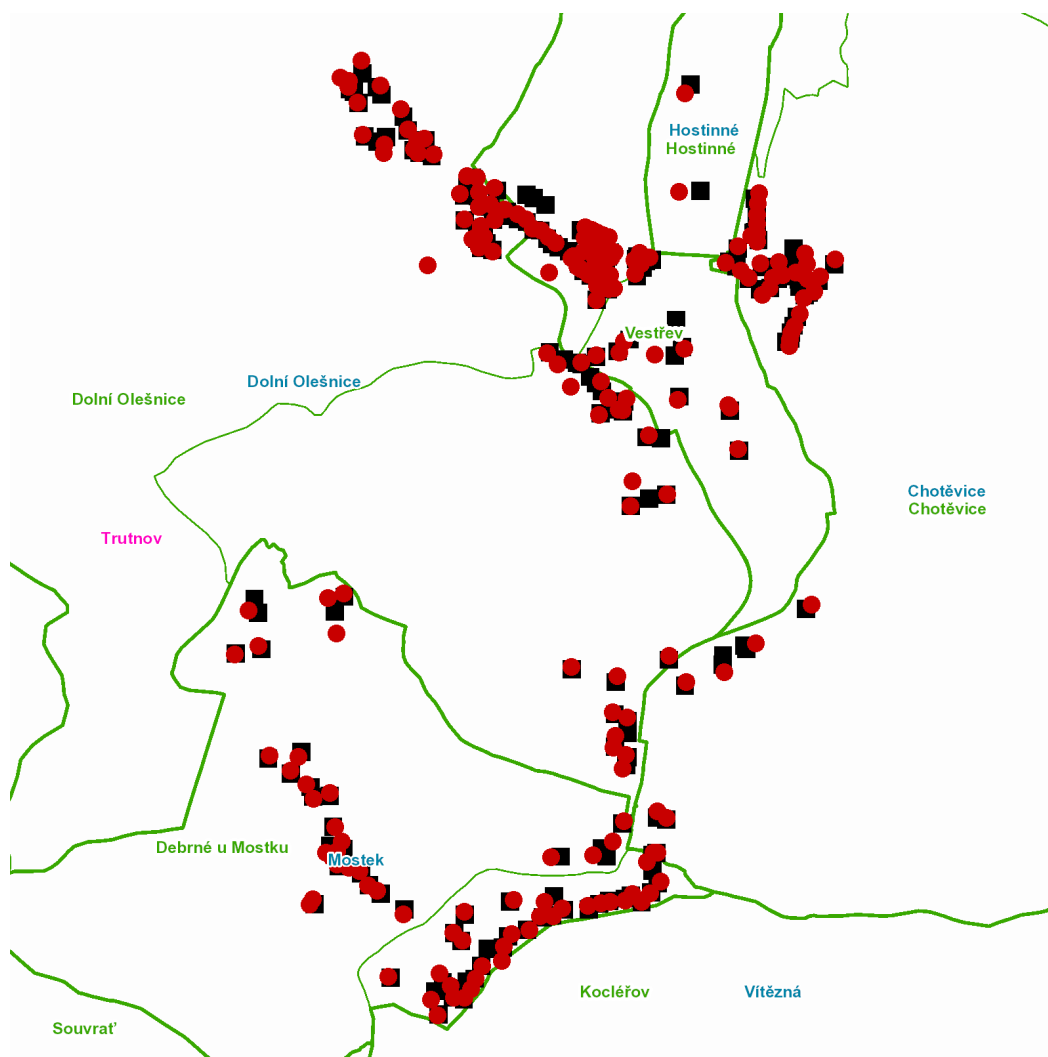 Hostinné
Hostinné
Vestřev
Dolní Olešnice
Dolní Olešnice
Chotěvice
Chotěvice
Trutnov
Debrné u Mostku
Mostek
Kocléřov
Vítězná
Souvrať